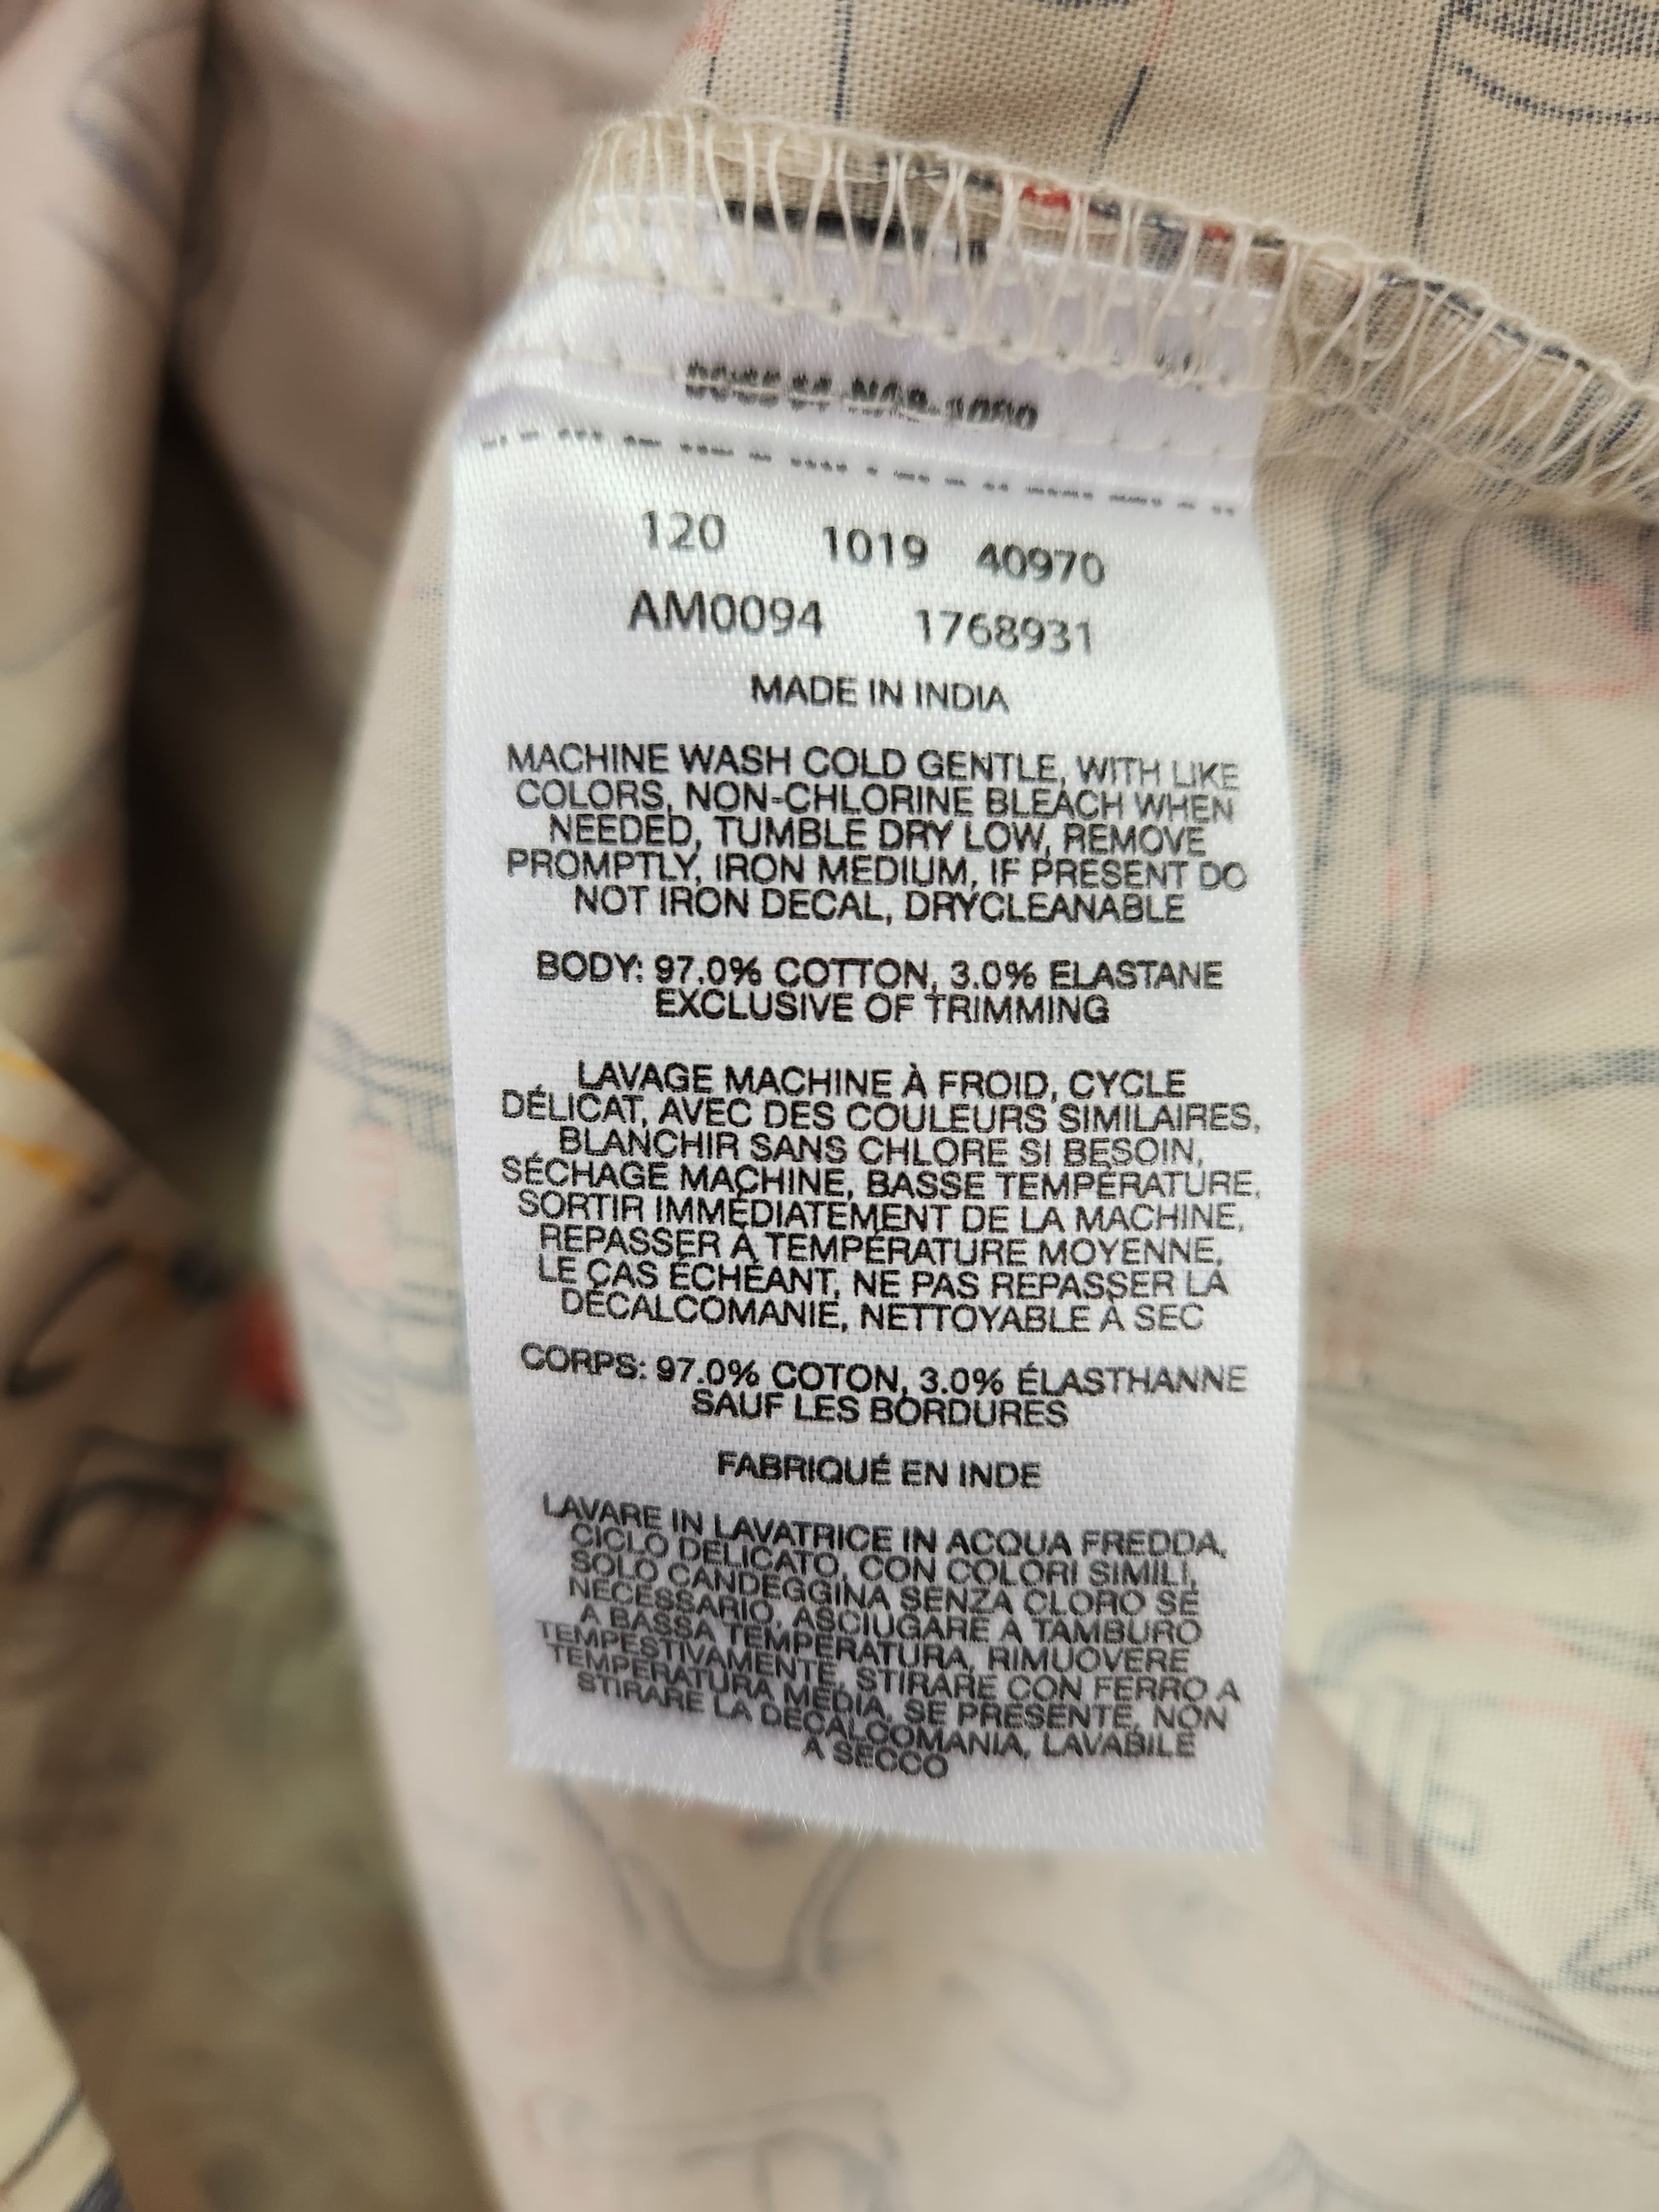 120 1019 40970
AM0094 1768931
MADE IN INDIA
MACHINE WASH COLD GENTLE, WITH LIKE
COLORS, NON-CHLORINE BLEACH WHEN
NEEDED, TUMBLE DRY LOW, REMOVE
PROMPTLY, IRON MEDIUM, IF PRESENT DO
NOT IRON DECAL, DRYCLEANABLE
BODY: 97.0% COTTON, 3.0% ELASTANE
EXCLUSIVE OF TRIMMING
LAVAGE MACHINE À FROID, CYCLE
DÉLICAT, AVEC DES COULEURS SIMILAIRES,
BLANCHIR SANS CHLORE SI BESOIN,
SÉCHAGE MACHINE, BASSE TEMPÉRATURE,
SORTIR IMMÉDIATEMENT DE LA MACHINE,
REPASSER À TEMPÉRATURE MOYENNE,
LE CAS ÉCHÉANT, NE PAS REPASSER LA
DÉCALCOMANIE, NETTOYABLE À SEC
CORPS: 97.0% COTON, 3.0% ÉLASTHANNE
SAUF LES BORDURES
FABRIQUÉ EN INDE
LAVARE IN LAVATRICE IN ACQUA FREDDA,
CICLO DELICATO, CON COLORI SIMILI,
SOLO CANDEGGINA SENZA CLORO SE
NECESSARIO, ASCIUGARE A TAMBURO
A BASSA TEMPERATURA, RIMUOVERE
TEMPESTIVAMENTE, STIRARE CON FERRO A
TEMPERATURA MEDIA, SE PRESENTE, NON
STIRARE LA DECALCOMANIA, LAVABILE
A SECCO